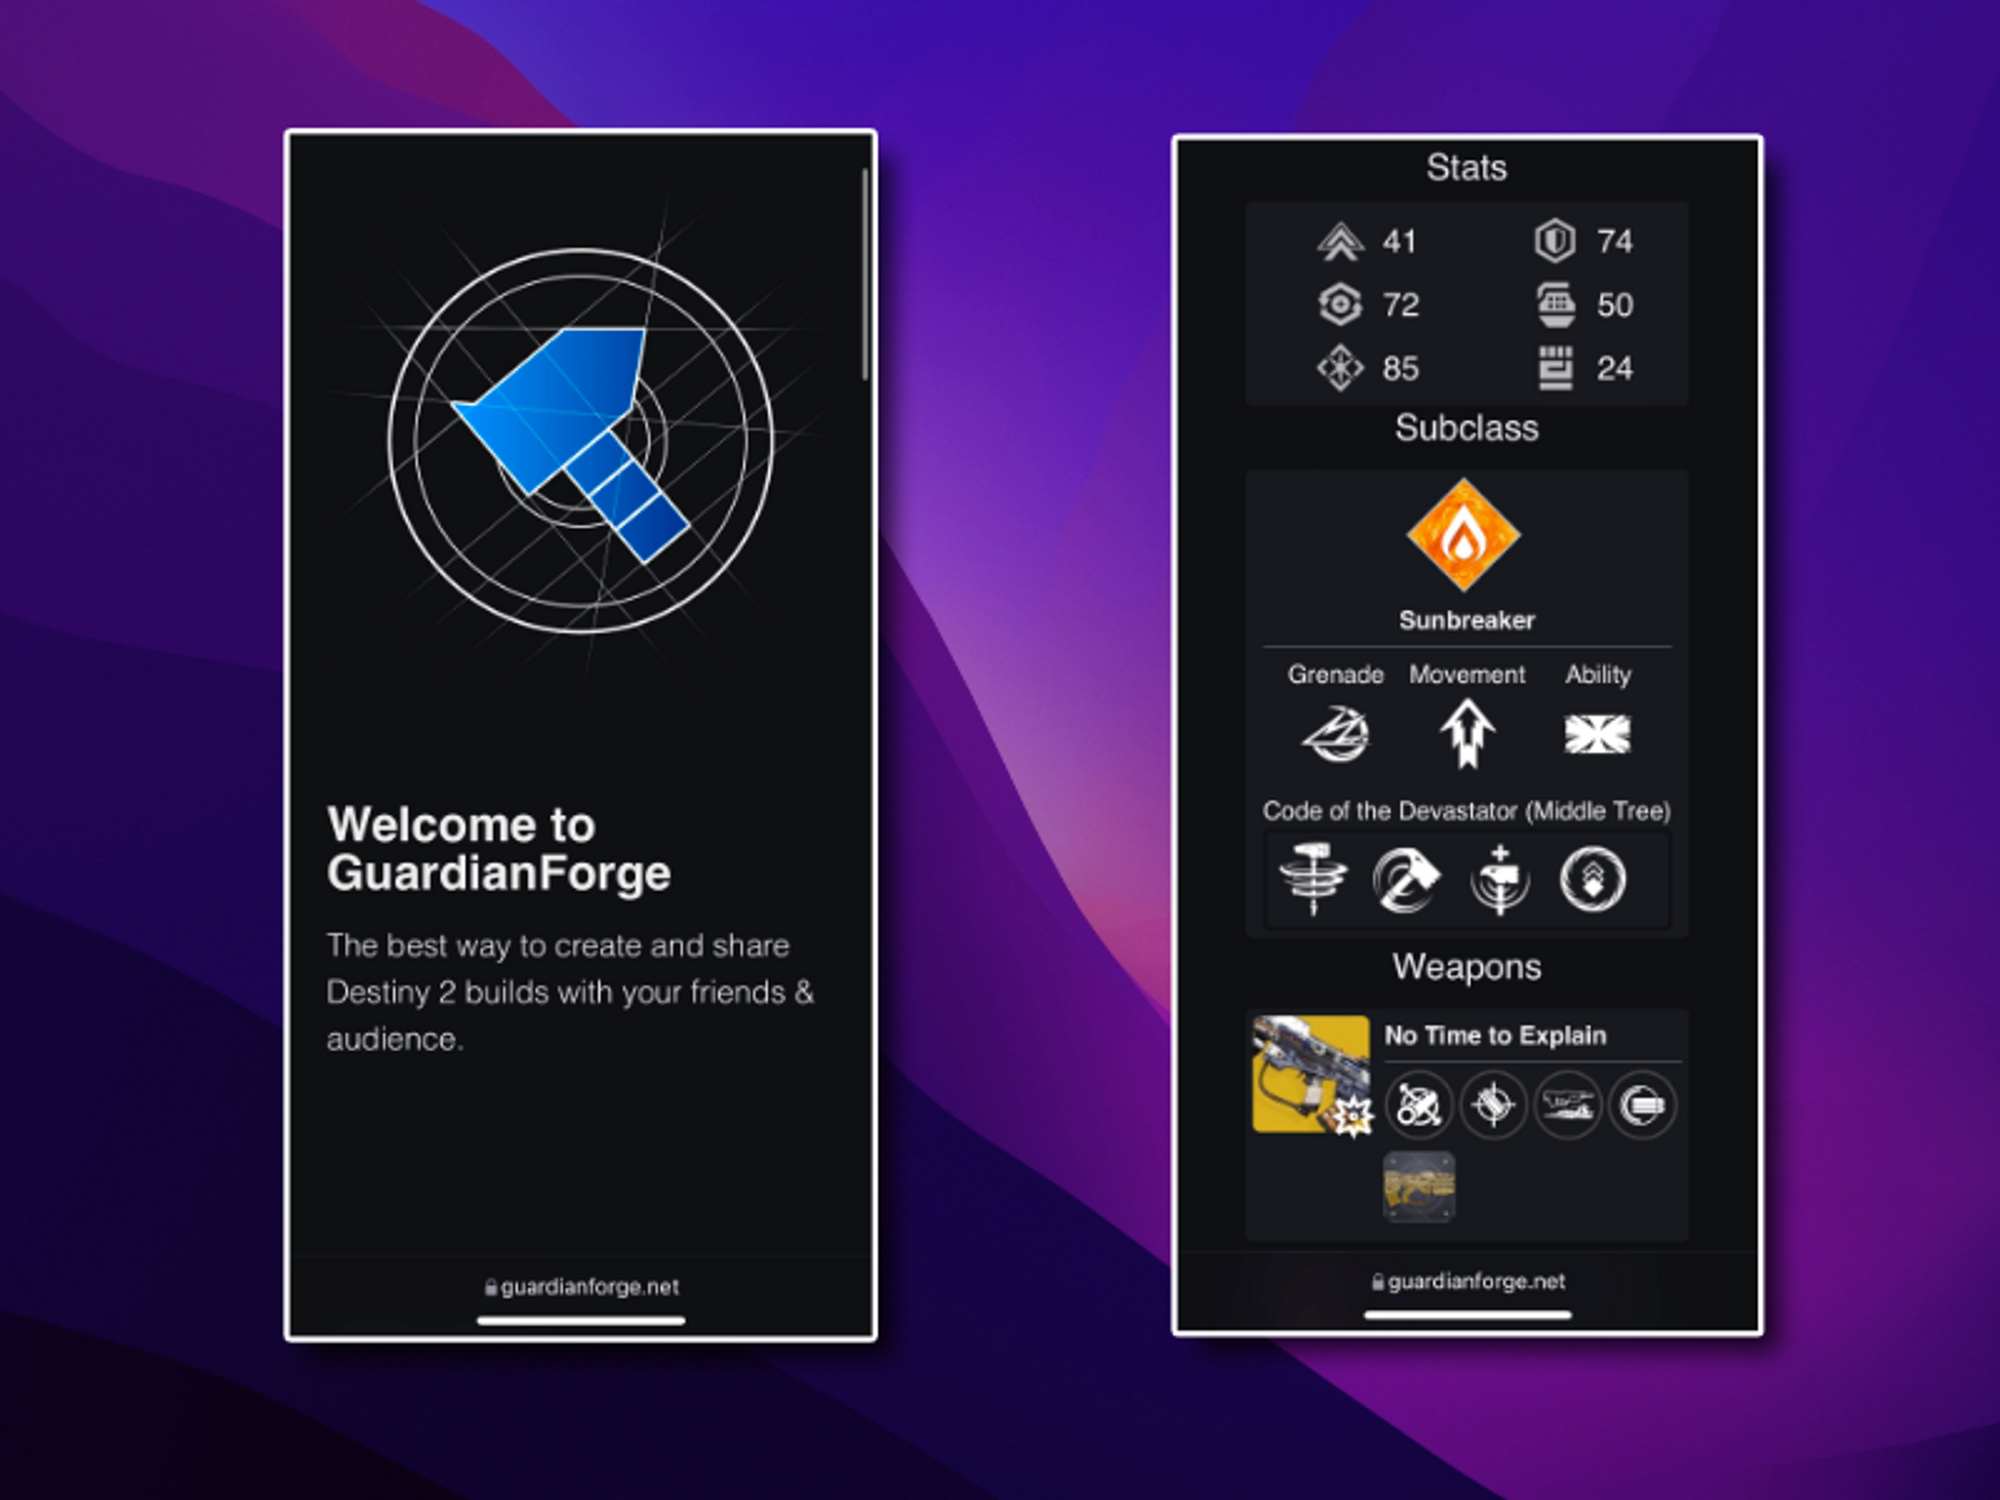 Welcome to
GuardianForge
The best way to create and share
Destiny 2 builds with your friends &
audience.
guardianforge.net
Stats
41 74
72 50
85 24
Subclass
Sunbreaker
Grenade Movement Ability
Code of the Devastator (Middle Tree)
Weapons
No Time to Explain
guardianforge.net